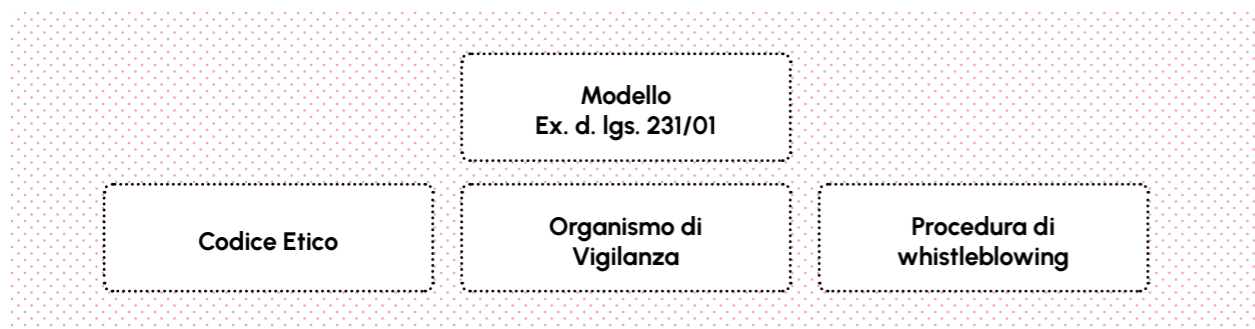 Modello
Ex. d. lgs. 231/01
Codice Etico
Organismo di
Vigilanza
Procedura di
whistleblowing